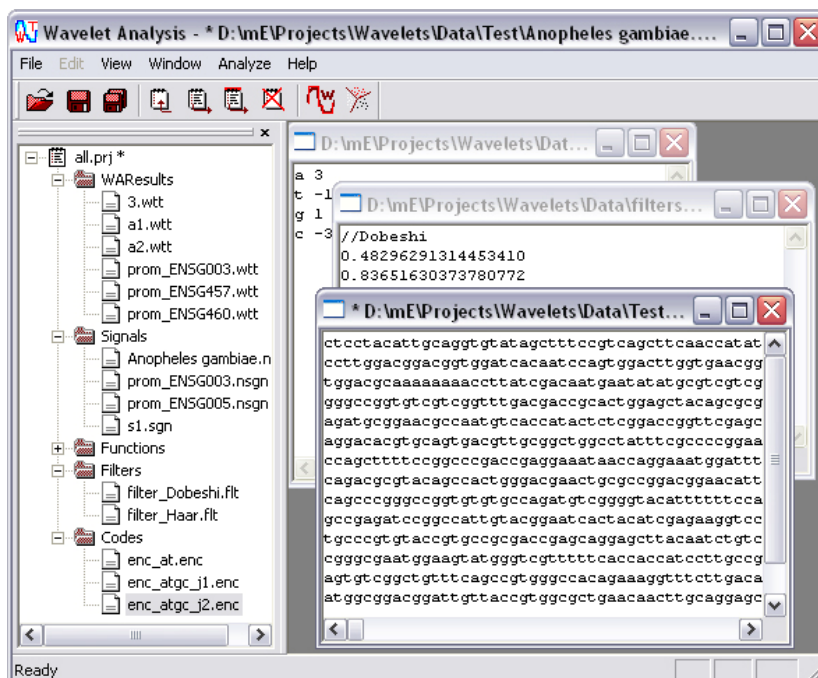 Wavelet Analysis - * D:\mE\Projects\Wavelets\Data\Test\Anopheles gambiae....
File Edit View Window Analyze Help
all.prj *
WAResults
3.wtt
a1.wtt
a2.wtt
prom_ENSG003.wtt
prom_ENSG457.wtt
prom_ENSG460.wtt
Signals
Anopheles gambiae.n
prom_ENSG003.nsgn
prom_ENSG005.nsgn
s1.sgn
Functions
Filters
filter_Dobeshi.flt
filter_Haar.flt
Codes
enc_at.enc
enc_atgc_j1.enc
enc_atgc_j2.enc
D:\mE\Projects\Wavelets\Dat...
a 3
t -1
g 1
c -3
D:\mE\Projects\Wavelets\Data\filters...
//Dobeshi
0.48296291314453410
0.83651630373780772
* D:\mE\Projects\Wavelets\Data\Test...
ctcctacattgcaggtgtatagctttccgtcagcttcaaccatat
ccttggacggacggtggatcacaatccagtggacttggtgaacgg
tggacgcaaaaaaaaccttatcgacaatgaatatatgcgtcgtcg
gggccggtgtcgtcggtttgacgaccgcactggagctacagcgcg
agatgcggaacgccaatgtcaccatactctcggaccggttcgagc
aggacacgtgcagtgacgttgcggctggcctatttcgccccggaa
ccagcttttccggcccgaccgaggaaataaccaggaaatggattt
cagacgcgtacagccactgggacgaactgcgccggacggaacatt
cagcccgggccggtgtgtgccagatgtcggggtacattttttcca
gccgagatccggccattgtacggaatcactacatcgagaaggtcc
tgcccgtgtaccgtgccgcgaccgagcaggagcttacaatctgtc
cgggcgaatggaagtatgggtcgtttttcaccaccatccttgccg
agtgtcggctgtttcagccgtgggccacagaaaggtttcttgaca
atggcggacggattgttaccgtggcgctgaacaacttgcaggagc
Ready